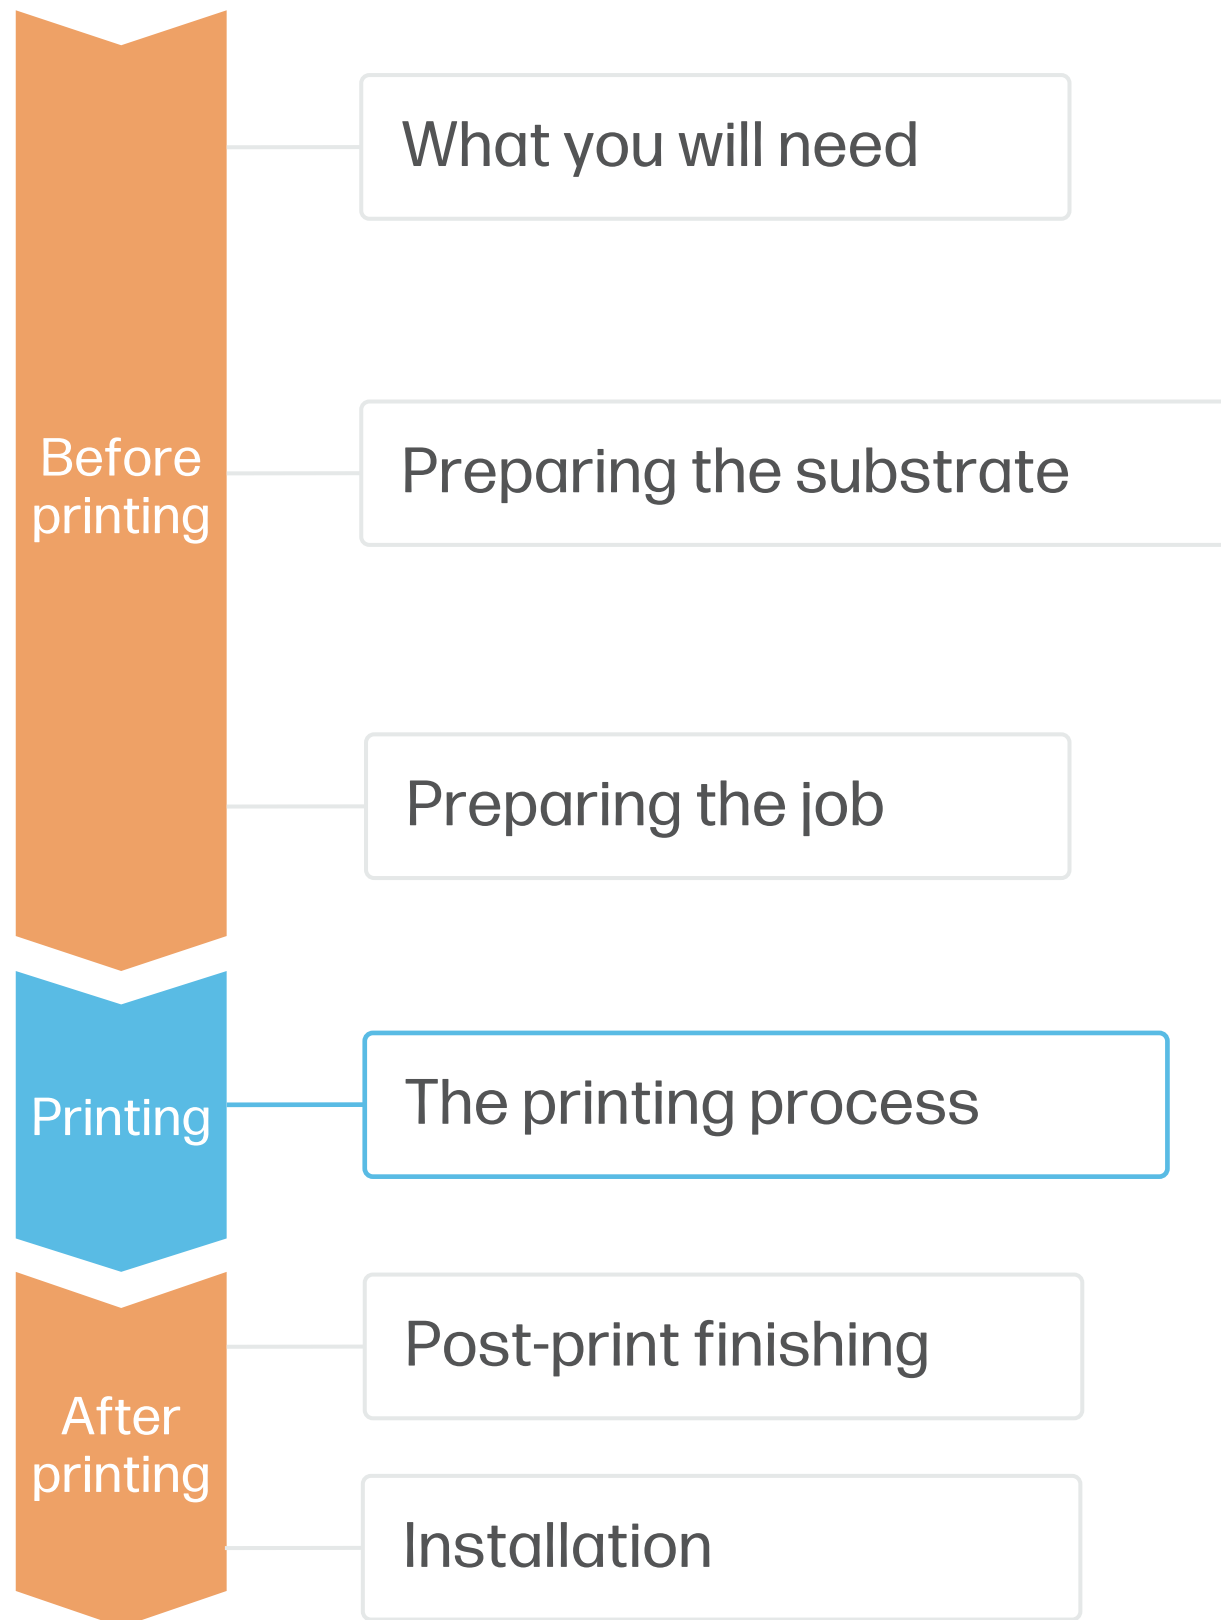 What you will need
Before
printing
Preparing the substrate
Preparing the job
Printing
The printing process
Post-print finishing
After
printing
Installation